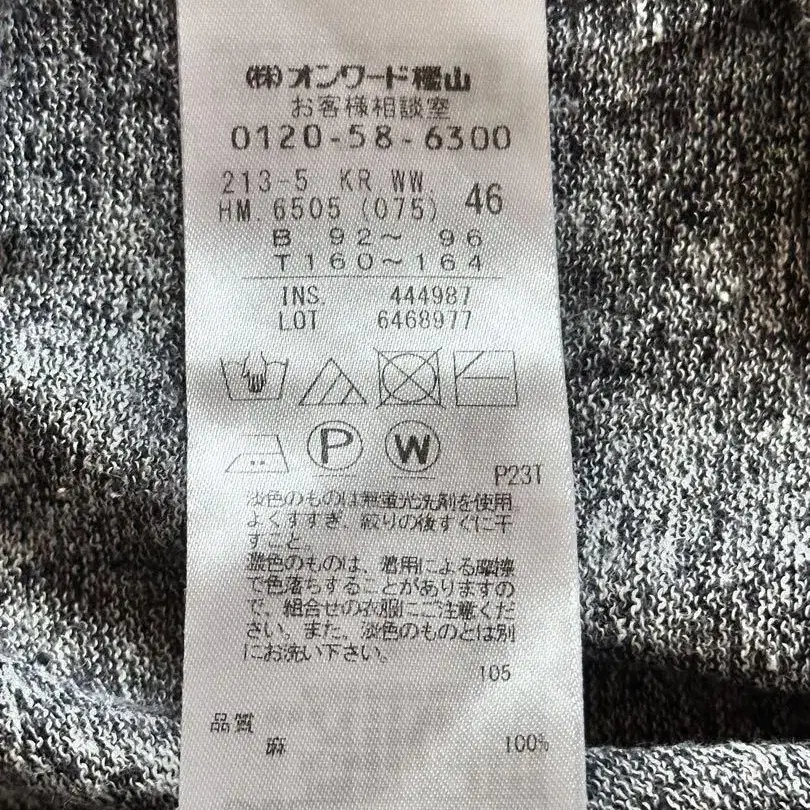 (株)オンワード樫山
お客様相談室
0120-58-6300
213-5 KR WW.
HM. 6505 (075) 46
B 92～ 96
T160～164
INS. 444987
LOT 6468977
P W
P23T
淡色のものは無蛍光洗剤を使用
よくすすぎ、絞りの後すぐに干
すこと。
濃色のものは、着用による摩擦
で色落ちすることがありますの
で、組合せの衣服にご注意くだ
さい。また、淡色のものとは別
にお洗い下さい。
105
品質
麻 100%